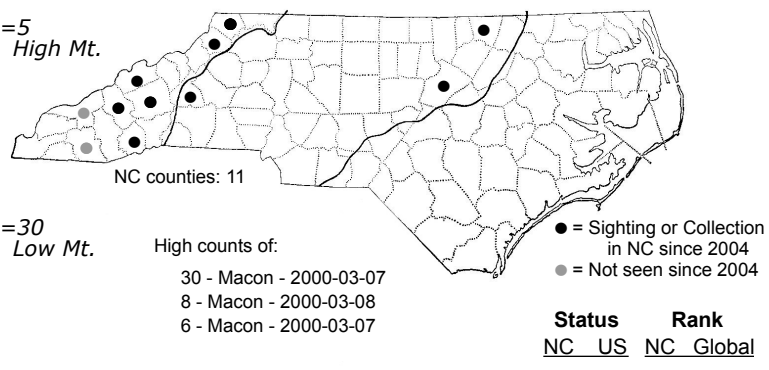 =5
High Mt.
NC counties: 11
=30
Low Mt.
High counts of:
30 - Macon - 2000-03-07
8 - Macon - 2000-03-08
6 - Macon - 2000-03-07
● = Sighting or Collection
in NC since 2004
● = Not seen since 2004
Status Rank
NC US NC Global